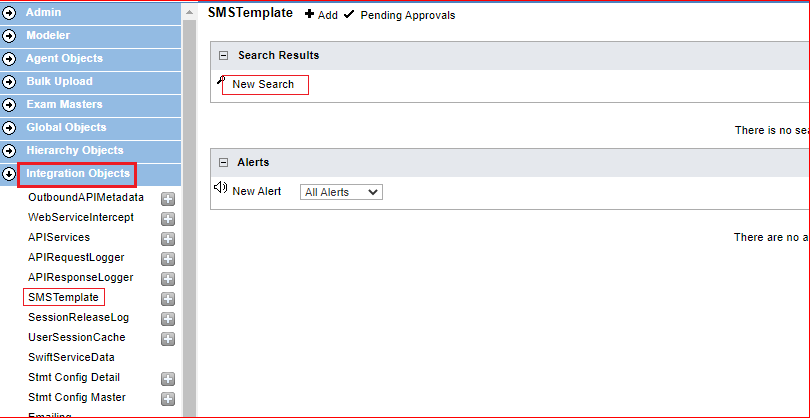 Admin
Modeler
Agent Objects
Bulk Upload
Exam Masters
Global Objects
Hierarchy Objects
Integration Objects
OutboundAPIMetadata
WebServiceIntercept
APIServices
APIRequestLogger
APIResponseLogger
SMSTemplate
SessionReleaseLog
UserSessionCache
SwiftServiceData
Stmt Config Detail
Stmt Config Master
Emailing
SMSTemplate Add Pending Approvals
Search Results
New Search
There is no sea
Alerts
New Alert All Alerts
There are no a